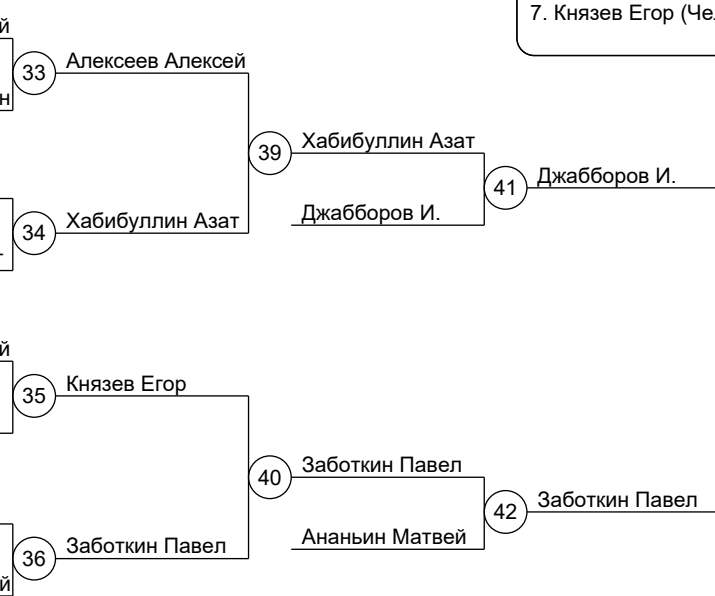 7. Князев Егор
33
Алексеев Алексей
39
Хабибуллин Азат
41
Джабборов И.
Джабборов И.
34
Хабибуллин Азат
35
Князев Егор
40
Заботкин Павел
42
Заботкин Павел
Ананьин Матвей
36
Заботкин Павел